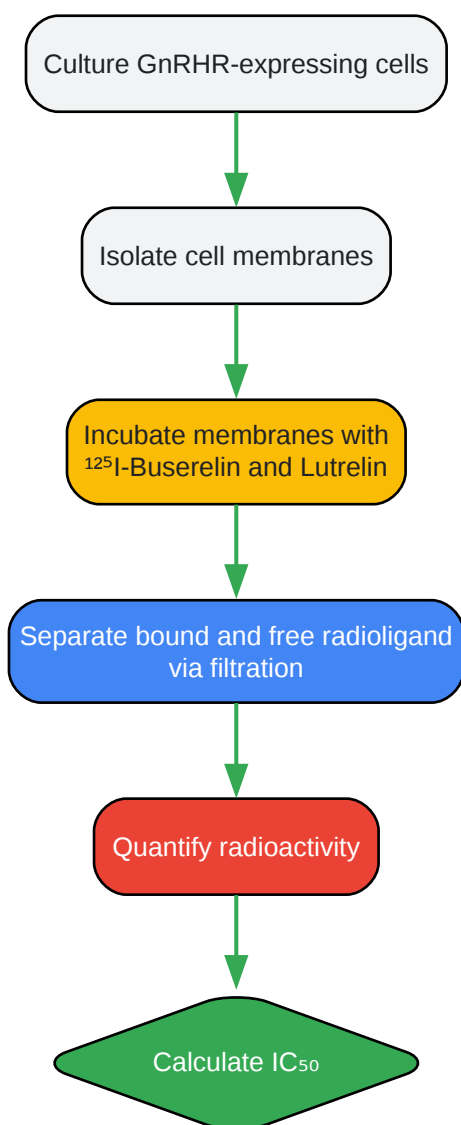 Culture GnRHR-expressing cells
Isolate cell membranes
Incubate membranes with
¹²⁵I-Buserelin and Lutrelin
Separate bound and free radioligand
via filtration
Quantify radioactivity
Calculate IC₅₀